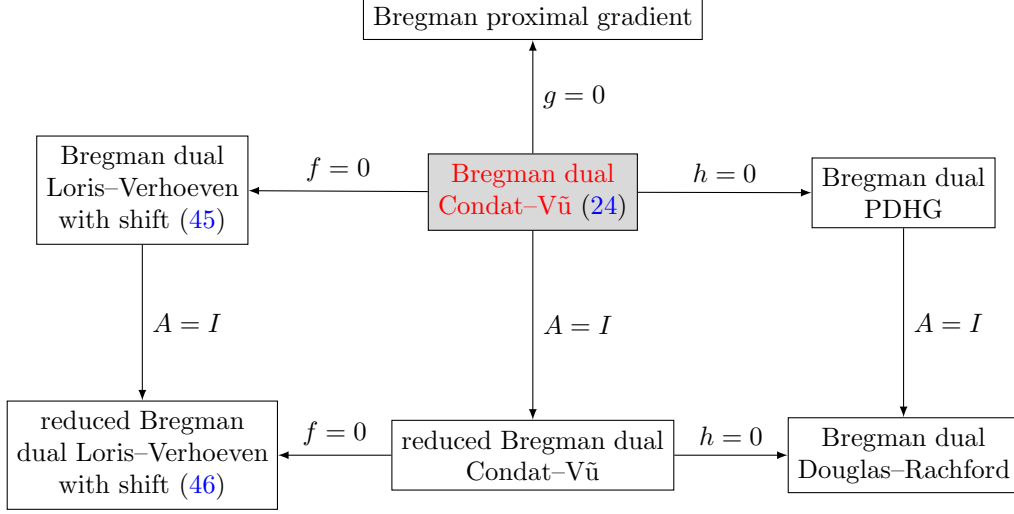 Bregman proximal gradient
g = 0
Bregman dual
Loris–Verhoeven
with shift (45)
f = 0
Bregman dual
Condat–Vũ (24)
h = 0
Bregman dual
PDHG
A = I
A = I
A = I
reduced Bregman
dual Loris–Verhoeven
with shift (46)
f = 0
reduced Bregman dual
Condat–Vũ
h = 0
Bregman dual
Douglas–Rachford